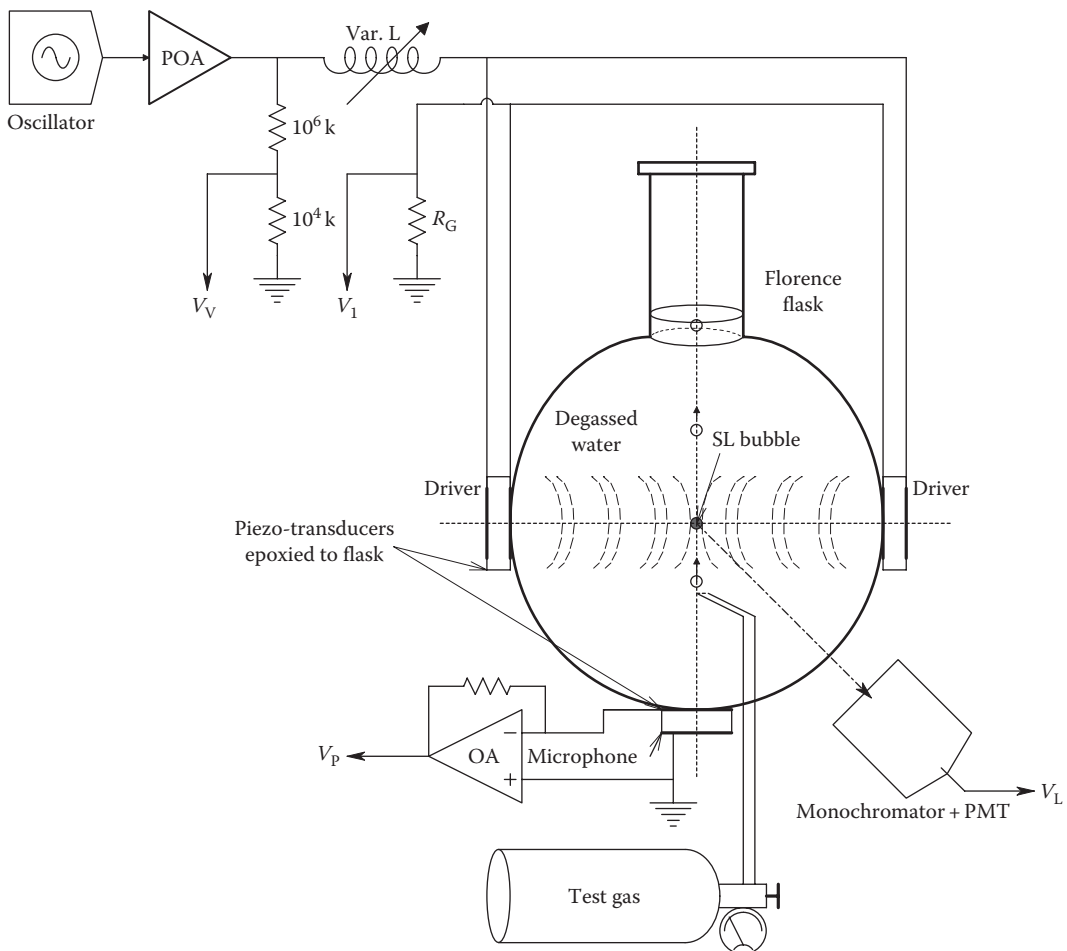 Var. L
POA
Oscillator
10⁶ k
10⁴ k
R_G
V_V
V_1
Florence
flask
Degassed
water
SL bubble
Driver
Driver
Piezo-transducers
epoxied to flask
−
OA
+
Microphone
V_P
V_L
Monochromator + PMT
Test gas